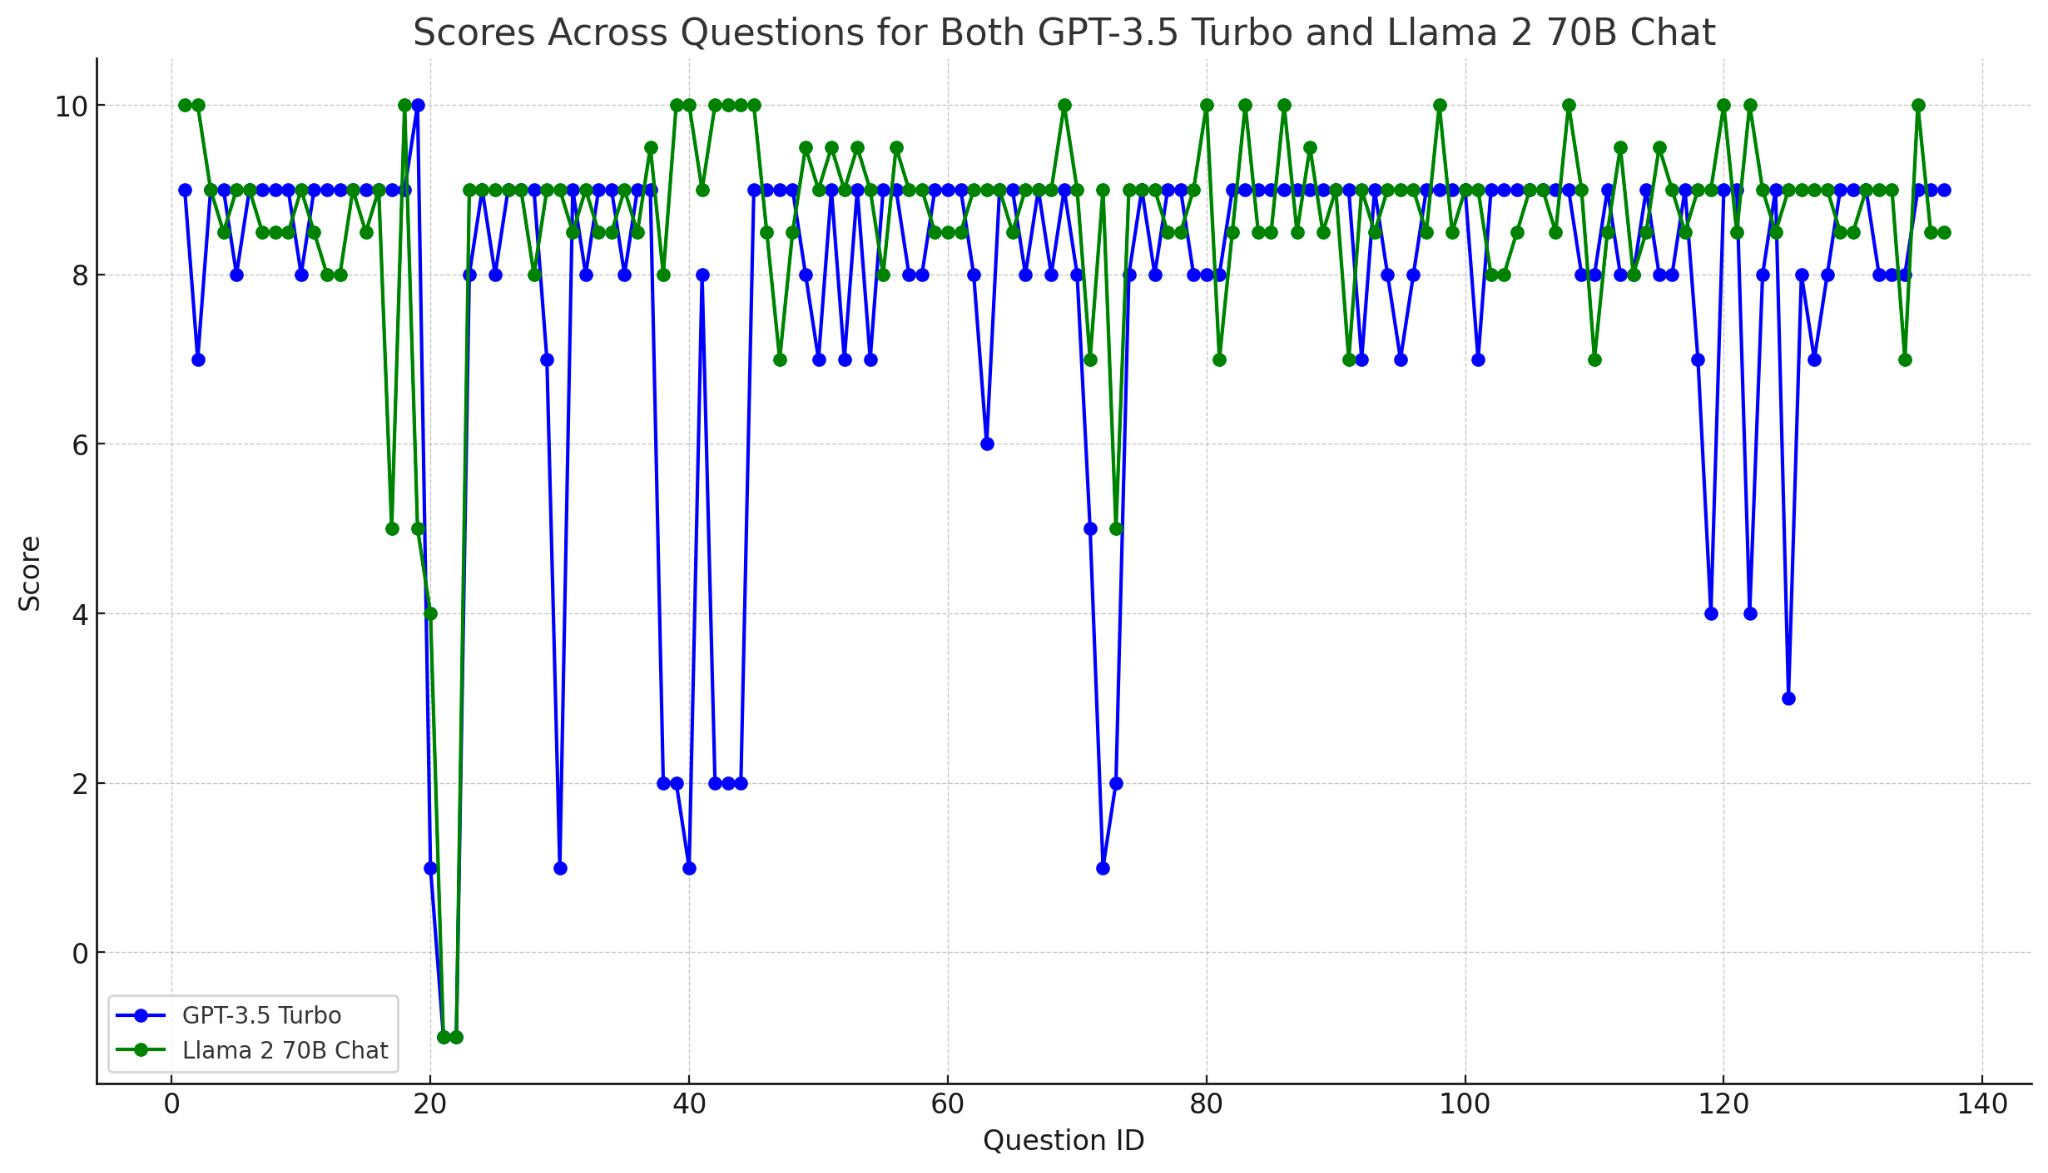 Scores Across Questions for Both GPT-3.5 Turbo and Llama 2 70B Chat
10
8
6
4
2
0
Score
GPT-3.5 Turbo
Llama 2 70B Chat
0 20 40 60 80 100 120 140
Question ID